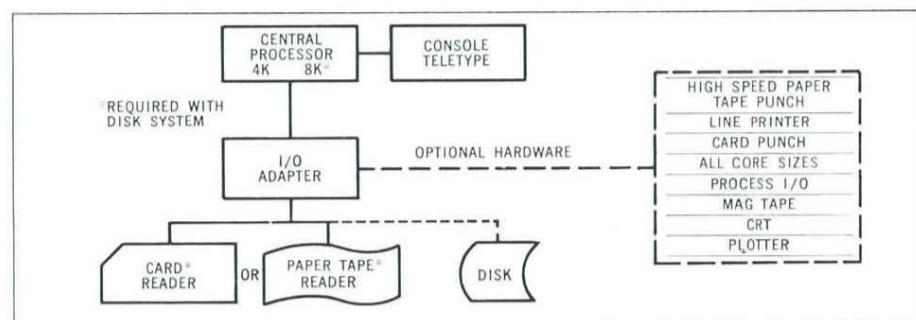 CENTRAL
PROCESSOR
4K 8K*
CONSOLE
TELETYPE
*REQUIRED WITH
DISK SYSTEM
I/O
ADAPTER
OPTIONAL HARDWARE
HIGH SPEED PAPER
TAPE PUNCH
LINE PRINTER
CARD PUNCH
ALL CORE SIZES
PROCESS I/O
MAG TAPE
CRT
PLOTTER
CARD*
READER
OR
PAPER TAPE*
READER
DISK